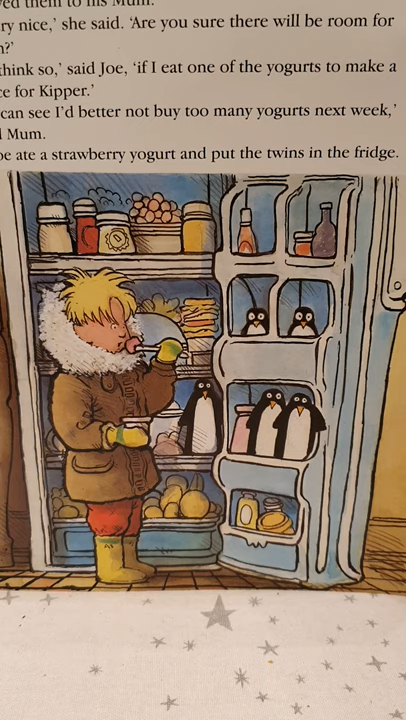 them to his Mum.
ry nice,’ she said. ‘Are you sure there will be room for
?’
think so,’ said Joe, ‘if I eat one of the yogurts to make a
e for Kipper.’
can see I’d better not buy too many yogurts next week,’
Mum.
ate a strawberry yogurt and put the twins in the fridge.